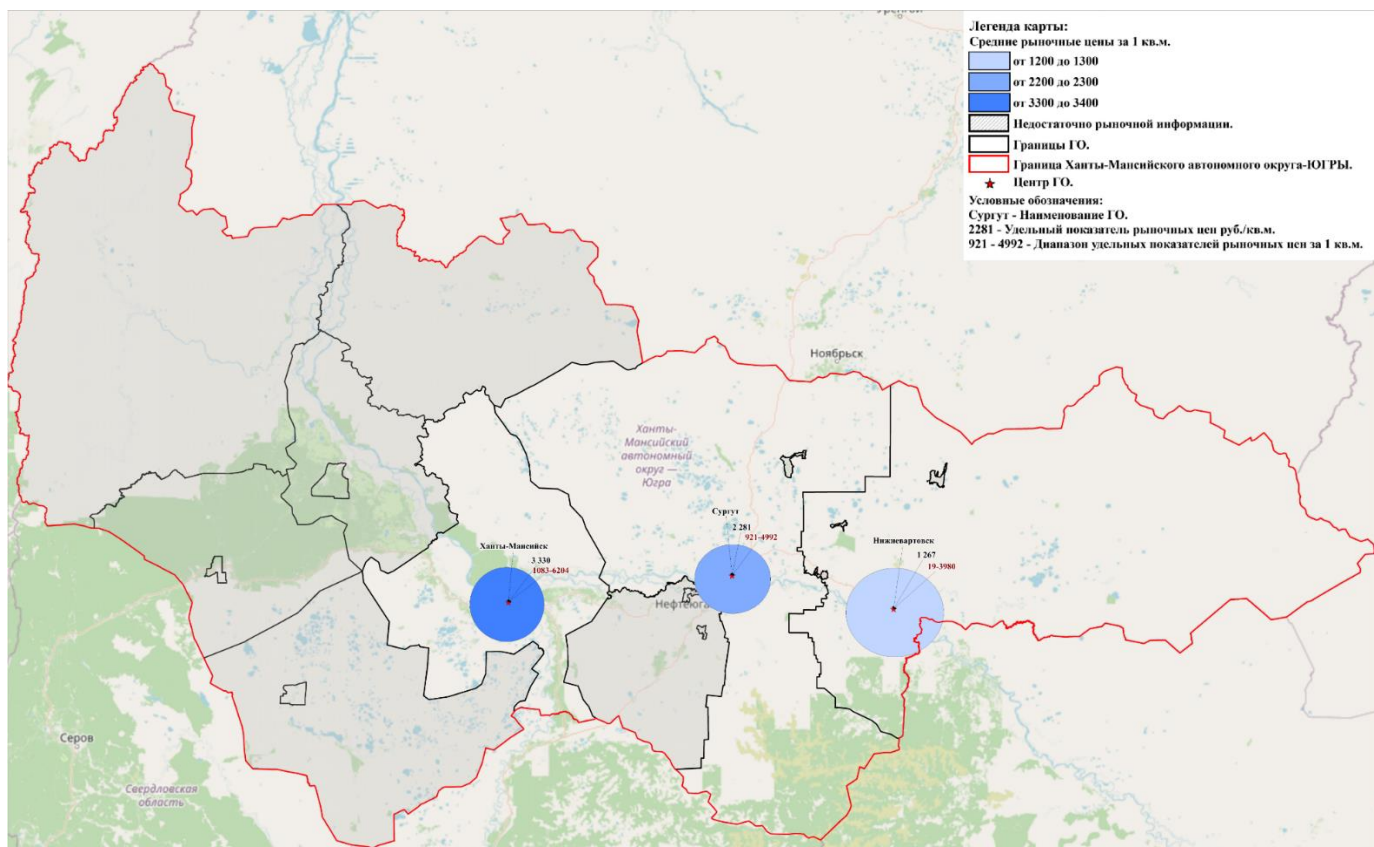 Уренгой
Легенда карты:
Средние рыночные цены за 1 кв.м.
от 1200 до 1300
от 2200 до 2300
от 3300 до 3400
Недостаточно рыночной информации.
Границы ГО.
Граница Ханты-Мансийского автономного округа-ЮГРЫ.
Центр ГО.
Условные обозначения:
Сургут - Наименование ГО.
2281 - Удельный показатель рыночных цен руб./кв.м.
921 - 4992 - Диапазон удельных показателей рыночных цен за 1 кв.м.
Ноябрьск
Ханты-
Мансийский
автономный
округ —
Югра
Сургут
2 281
921-4992
Нижневартовск
1 267
19-3980
Ханты-Мансийск
3 330
1083-6204
Нефтеюга
Серов
Свердловская
область